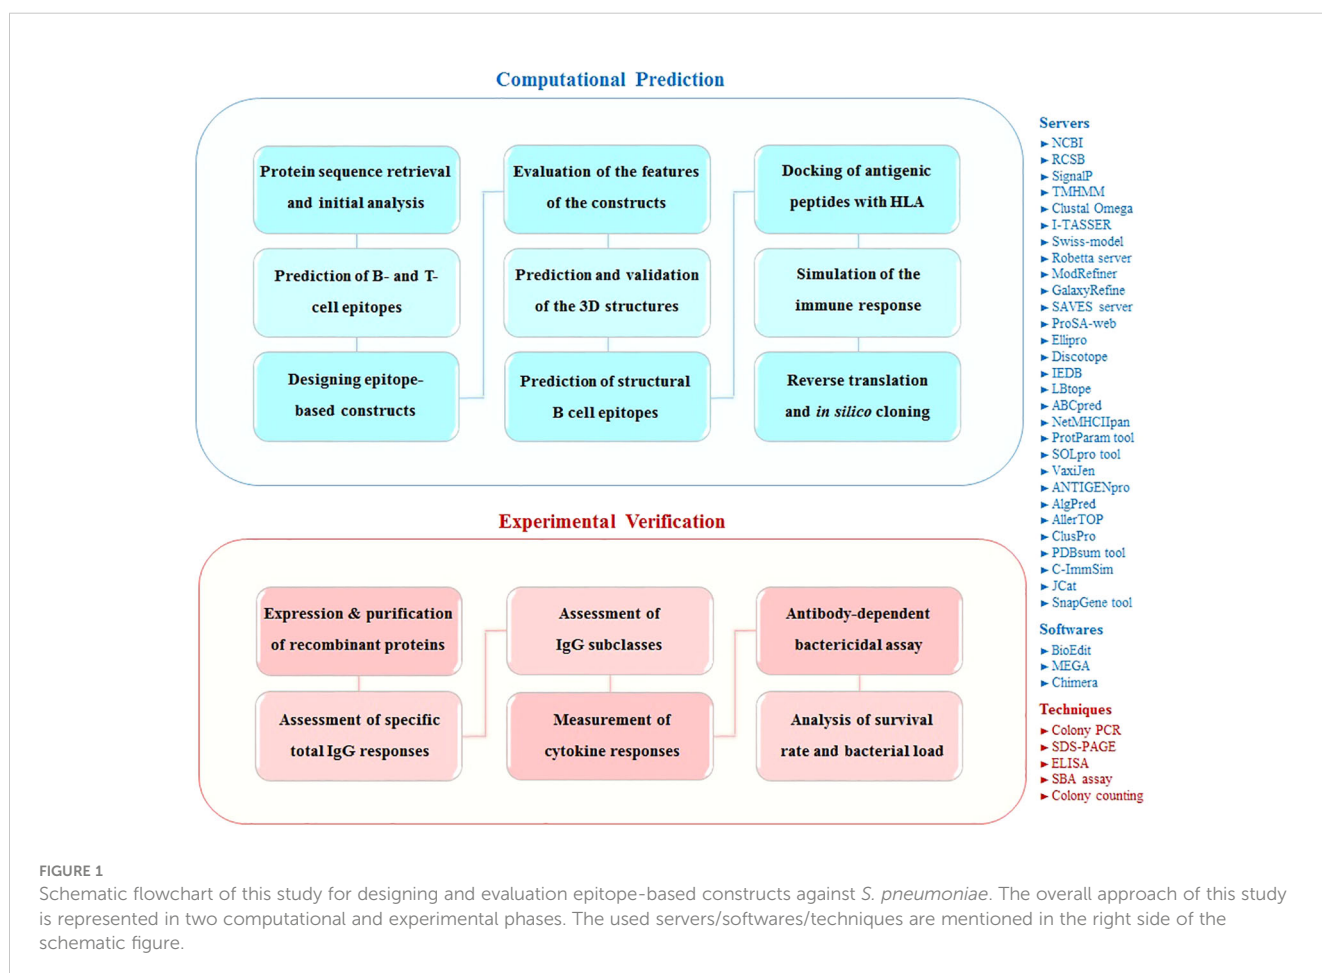 Computational Prediction
Protein sequence retrieval
and initial analysis
Prediction of B- and T-
cell epitopes
Designing epitope-
based constructs
Evaluation of the features
of the constructs
Prediction and validation
of the 3D structures
Prediction of structural
B cell epitopes
Docking of antigenic
peptides with HLA
Simulation of the
immune response
Reverse translation
and in silico cloning
Experimental Verification
Expression & purification
of recombinant proteins
Assessment of specific
total IgG responses
Assessment of
IgG subclasses
Measurement of
cytokine responses
Antibody-dependent
bactericidal assay
Analysis of survival
rate and bacterial load
Servers
► NCBI
► RCSB
► SignalP
► TMHMM
► Clustal Omega
► I-TASSER
► Swiss-model
► Robetta server
► ModRefiner
► GalaxyRefine
► SAVES server
► ProSA-web
► Ellipro
► Discotope
► IEDB
► LBtope
► ABCpred
► NetMHCIIpan
► ProtParam tool
► SOLpro tool
► VaxiJen
► ANTIGENpro
► AlgPred
► AllerTOP
► ClusPro
► PDBsum tool
► C-ImmSim
► JCat
► SnapGene tool
Softwares
► BioEdit
► MEGA
► Chimera
Techniques
► Colony PCR
► SDS-PAGE
► ELISA
► SBA assay
► Colony counting
FIGURE 1
Schematic flowchart of this study for designing and evaluation epitope-based constructs against S. pneumoniae. The overall approach of this study
is represented in two computational and experimental phases. The used servers/softwares/techniques are mentioned in the right side of the
schematic figure.